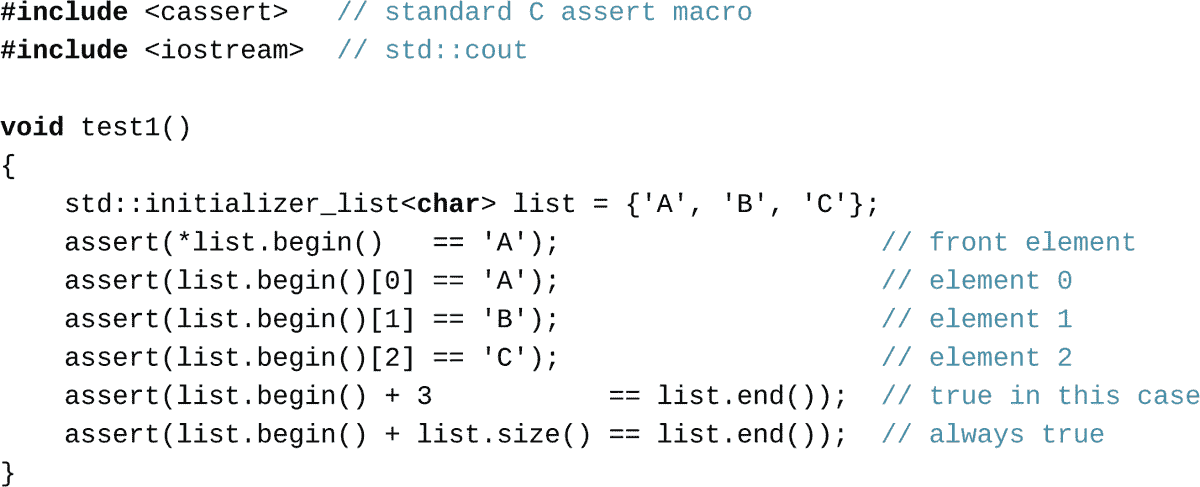 #include <cassert>   // standard C assert macro
#include <iostream>  // std::cout

void test1()
{
    std::initializer_list<char> list = {'A', 'B', 'C'};
    assert(*list.begin()   == 'A');                    // front element
    assert(list.begin()[0] == 'A');                    // element 0
    assert(list.begin()[1] == 'B');                    // element 1
    assert(list.begin()[2] == 'C');                    // element 2
    assert(list.begin() + 3           == list.end());  // true in this case
    assert(list.begin() + list.size() == list.end());  // always true
}